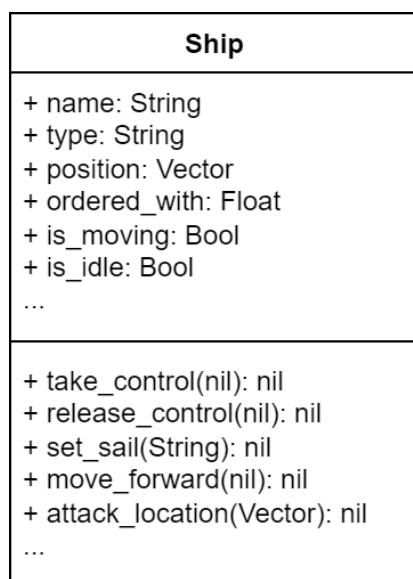 Ship
+ name: String
+ type: String
+ position: Vector
+ ordered_with: Float
+ is_moving: Bool
+ is_idle: Bool
...
+ take_control(nil): nil
+ release_control(nil): nil
+ set_sail(String): nil
+ move_forward(nil): nil
+ attack_location(Vector): nil
...